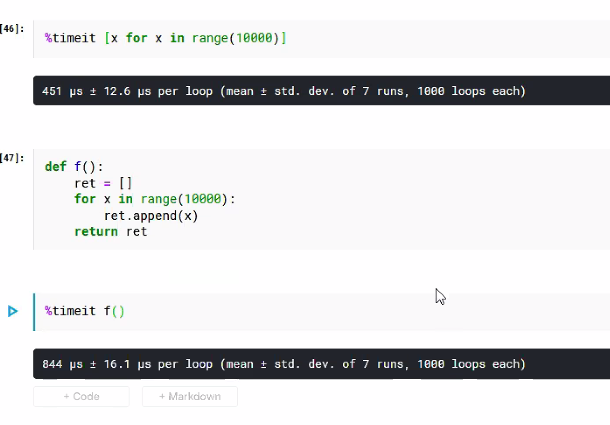 [46]:
%timeit [x for x in range(10000)]
451 µs ± 12.6 µs per loop (mean ± std. dev. of 7 runs, 1000 loops each)
[47]:
def f():
    ret = []
    for x in range(10000):
        ret.append(x)
    return ret
%timeit f()
844 µs ± 16.1 µs per loop (mean ± std. dev. of 7 runs, 1000 loops each)
+ Code
+ Markdown